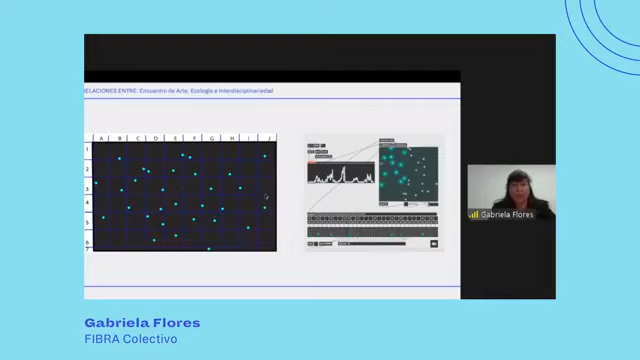 RELACIONES ENTRE: Encuentro de Arte, Ecología e Interdisciplinariedad
A B C D E F G H I J
1
2
3
4
5
6
7
Gabriela Flores
Gabriela Flores
FIBRA Colectivo